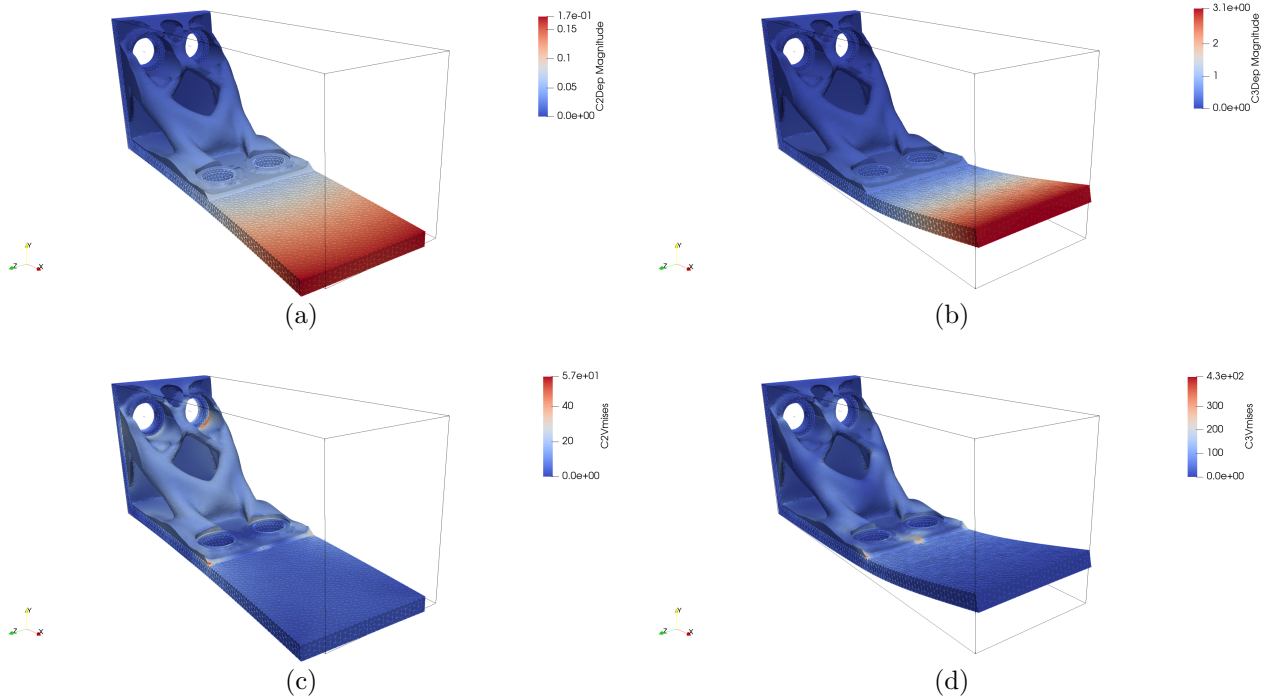 1.7e-01
0.15
0.1
0.05
0.0e+00
C2Dep Magnitude
Y
Z
X
(a)
3.1e+00
2
1
0.0e+00
C3Dep Magnitude
Y
Z
X
(b)
5.7e+01
40
20
0.0e+00
C2Vmises
Y
Z
X
(c)
4.3e+02
300
200
100
0.0e+00
C3Vmises
Y
Z
X
(d)